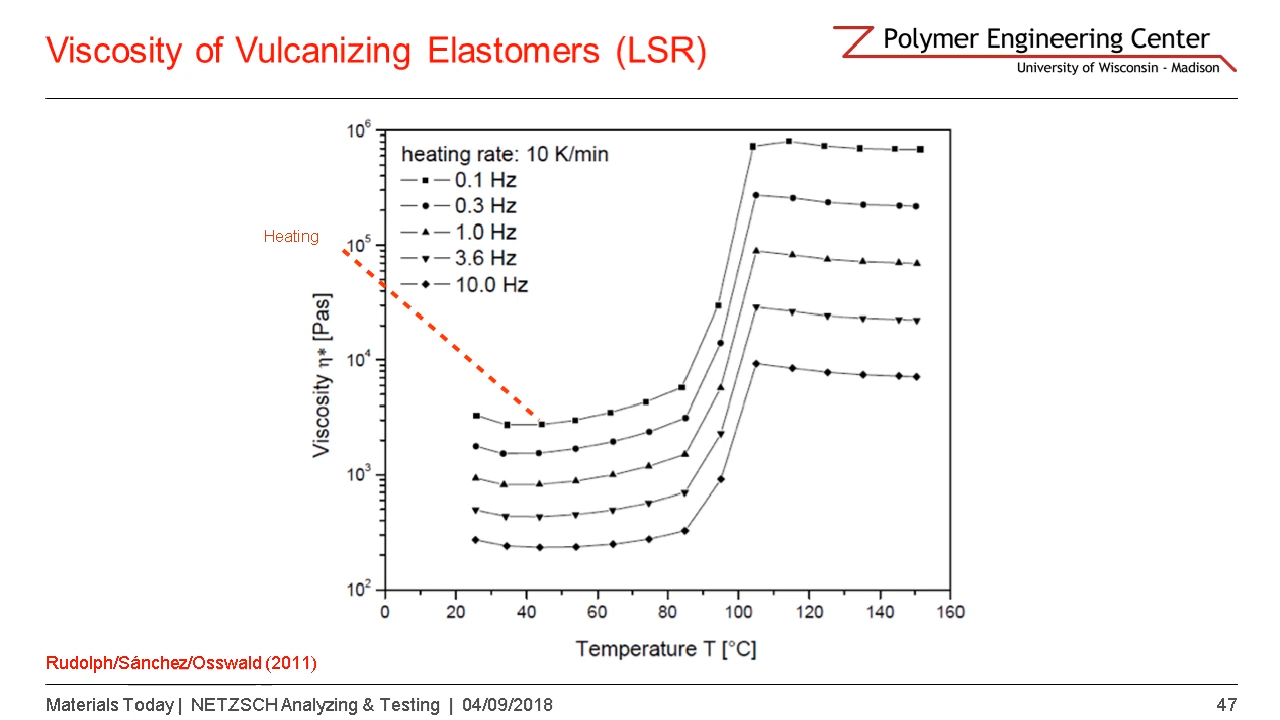 Viscosity of Vulcanizing Elastomers (LSR)
Polymer Engineering Center
University of Wisconsin - Madison
heating rate: 10 K/min
0.1 Hz
0.3 Hz
1.0 Hz
3.6 Hz
10.0 Hz
Heating
10^6
10^5
10^4
10^3
10^2
Viscosity η* [Pas]
0 20 40 60 80 100 120 140 160
Temperature T [°C]
Rudolph/Sánchez/Osswald (2011)
Materials Today | NETZSCH Analyzing & Testing | 04/09/2018
47